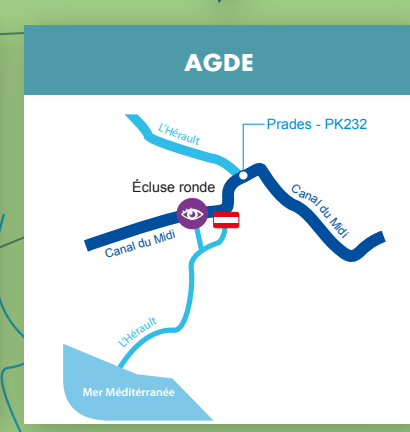 AGDE
L'Hérault
Prades - PK232
Écluse ronde
Canal du Midi
Canal du Midi
L'Hérault
Mer Méditérranée